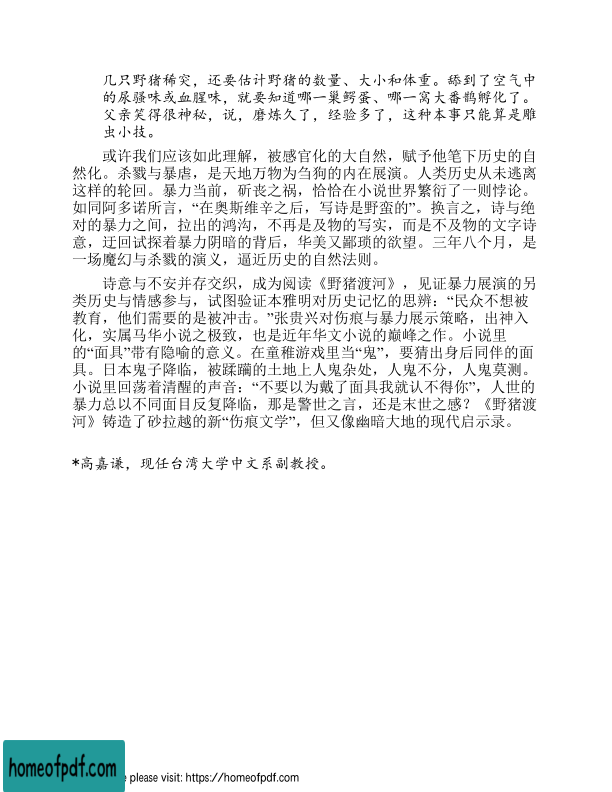 几只野猪稀突，还要估计野猪的数量、大小和体重。舔到了空气中
的尿骚味或血腥味，就要知道哪一巢鳄蛋、哪一窝大番鹊孵化了。
父亲笑得很神秘，说，磨炼久了，经验多了，这种本事只能算是雕
虫小技。
或许我们应该如此理解，被感官化的大自然，赋予他笔下历史的自
然化。杀戮与暴虐，是天地万物为刍狗的内在展演。人类历史从未逃离
这样的轮回。暴力当前，斫丧之祸，恰恰在小说世界繁衍了一则悖论。
如同阿多诺所言，“在奥斯维辛之后，写诗是野蛮的”。换言之，诗与绝
对的暴力之间，拉出的鸿沟，不再是及物的写实，而是不及物的文字诗
意，迂回试探着暴力阴暗的背后，华美又鄙琐的欲望。三年八个月，是
一场魔幻与杀戮的演义，逼近历史的自然法则。
诗意与不安并存交织，成为阅读《野猪渡河》，见证暴力展演的另
类历史与情感参与，试图验证本雅明对历史记忆的思辨：“民众不想被
教育，他们需要的是被冲击。”张贵兴对伤痕与暴力展示策略，出神入
化，实属马华小说之极致，也是近年华文小说的巅峰之作。小说里
的“面具”带有隐喻的意义。在童稚游戏里当“鬼”，要猜出身后同伴的面
具。日本鬼子降临，被蹂躏的土地上人鬼杂处，人鬼不分，人鬼莫测。
小说里回荡着清醒的声音：“不要以为戴了面具我就认不得你”，人世的
暴力总以不同面目反复降临，那是警世之言，还是末世之感？《野猪渡
河》铸造了砂拉越的新“伤痕文学”，但又像幽暗大地的现代启示录。
*高嘉谦，现任台湾大学中文系副教授。
homeofpdf.com
e please visit: https://homeofpdf.com